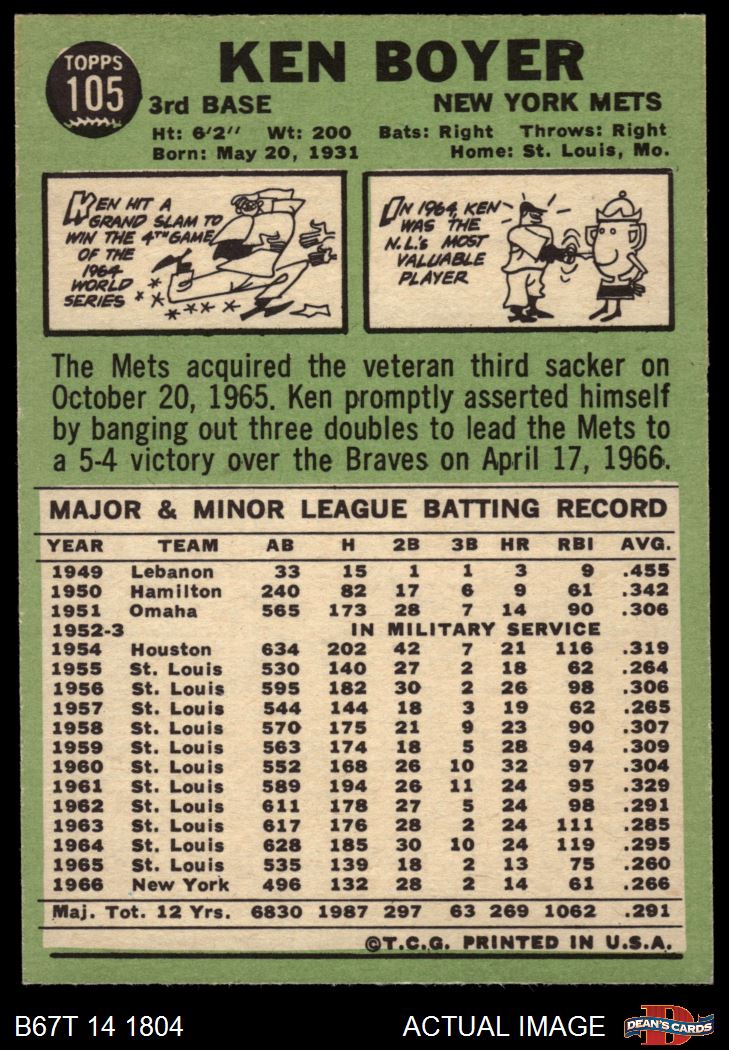 TOPPS
105
KEN BOYER
3rd BASE NEW YORK METS
Ht: 6'2" Wt: 200 Bats: Right Throws: Right
Born: May 20, 1931 Home: St. Louis, Mo.
KEN HIT A
GRAND SLAM TO
WIN THE 4TH GAME
OF THE
1964
WORLD
SERIES
IN 1964, KEN
WAS THE
N.L.'s MOST
VALUABLE
PLAYER
The Mets acquired the veteran third sacker on
October 20, 1965. Ken promptly asserted himself
by banging out three doubles to lead the Mets to
a 5-4 victory over the Braves on April 17, 1966.
MAJOR & MINOR LEAGUE BATTING RECORD
YEAR TEAM AB H 2B 3B HR RBI AVG.
1949 Lebanon 33 15 1 1 3 9 .455
1950 Hamilton 240 82 17 6 9 61 .342
1951 Omaha 565 173 28 7 14 90 .306
1952-3 IN MILITARY SERVICE
1954 Houston 634 202 42 7 21 116 .319
1955 St. Louis 530 140 27 2 18 62 .264
1956 St. Louis 595 182 30 2 26 98 .306
1957 St. Louis 544 144 18 3 19 62 .265
1958 St. Louis 570 175 21 9 23 90 .307
1959 St. Louis 563 174 18 5 28 94 .309
1960 St. Louis 552 168 26 10 32 97 .304
1961 St. Louis 589 194 26 11 24 95 .329
1962 St. Louis 611 178 27 5 24 98 .291
1963 St. Louis 617 176 28 2 24 111 .285
1964 St. Louis 628 185 30 10 24 119 .295
1965 St. Louis 535 139 18 2 13 75 .260
1966 New York 496 132 28 2 14 61 .266
Maj. Tot. 12 Yrs. 6830 1987 297 63 269 1062 .291
©T.C.G. PRINTED IN U.S.A.
B67T 14 1804 ACTUAL IMAGE
D
DEAN'S CARDS